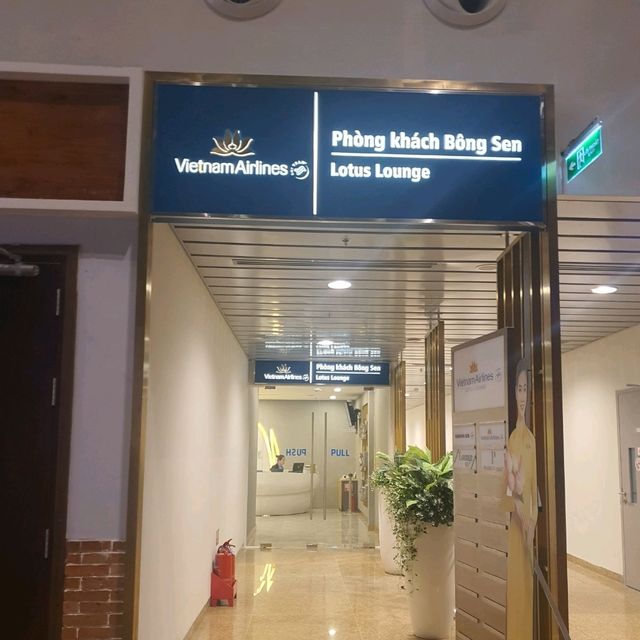 Vietnam Airlines
Phòng khách Bông Sen
Lotus Lounge
Vietnam Airlines
Phòng khách Bông Sen
Lotus Lounge
Vietnam Airlines
PUSH
PULL
Lounge